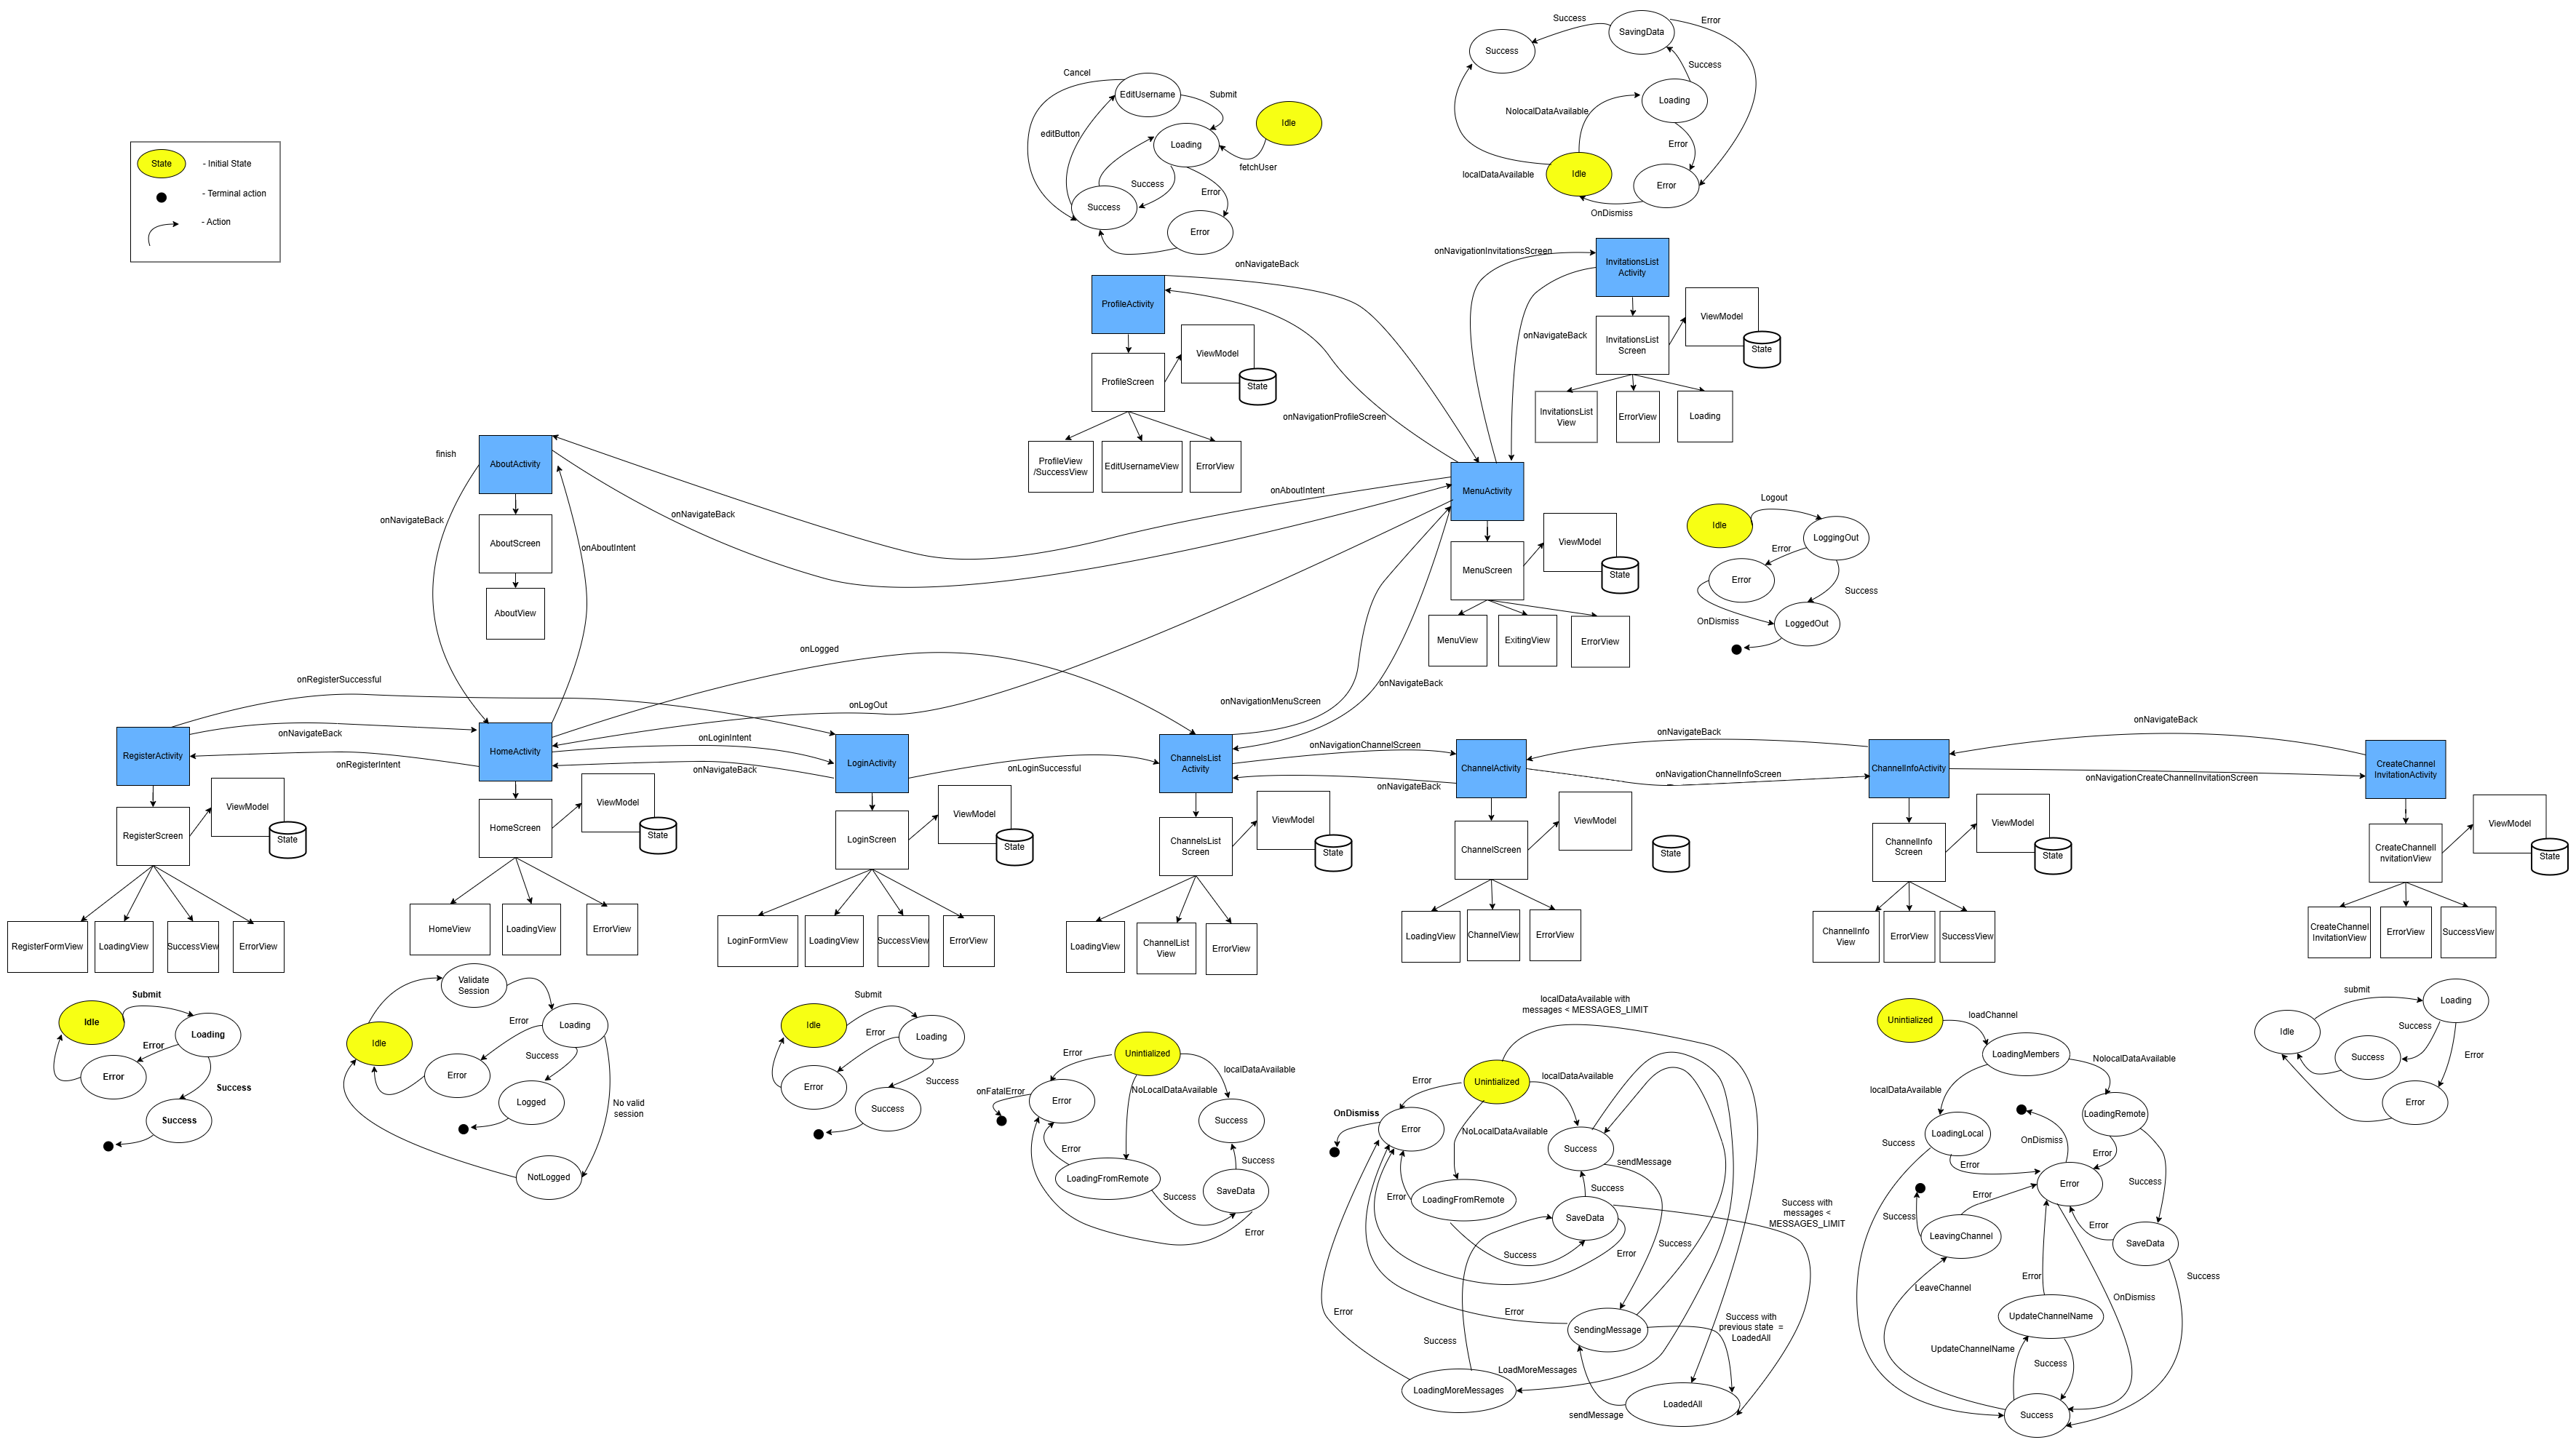 Success
SavingData
Error
Success
Success
Loading
NolocalDataAvailable
Error
localDataAvailable
Idle
Error
OnDismiss
Cancel
EditUsername
Submit
Idle
editButton
Loading
fetchUser
Success
Error
Success
Error
State
- Initial State
- Terminal action
- Action
onNavigateBack
ProfileActivity
ViewModel
State
ProfileScreen
ProfileView
/SuccessView
EditUsernameView
ErrorView
onNavigationProfileScreen
onNavigationInvitationsScreen
InvitationsList
Activity
onNavigateBack
InvitationsList
Screen
ViewModel
State
InvitationsList
View
ErrorView
Loading
finish
AboutActivity
onNavigateBack
onNavigateBack
onAboutIntent
AboutScreen
AboutView
onAboutIntent
MenuActivity
MenuScreen
ViewModel
State
MenuView
ExitingView
ErrorView
Logout
Idle
LoggingOut
Error
Error
Success
OnDismiss
LoggedOut
onLogged
onRegisterSuccessful
onLogOut
onNavigationMenuScreen
onNavigateBack
RegisterActivity
onNavigateBack
onRegisterIntent
HomeActivity
onLoginIntent
onNavigateBack
LoginActivity
onLoginSuccessful
ChannelsList
Activity
onNavigationChannelScreen
onNavigateBack
ChannelActivity
onNavigateBack
onNavigationChannelInfoScreen
ChannelInfoActivity
onNavigateBack
onNavigationCreateChannelInvitationScreen
CreateChannel
InvitationActivity
RegisterScreen
ViewModel
State
RegisterFormView
LoadingView
SuccessView
ErrorView
HomeScreen
ViewModel
State
HomeView
LoadingView
ErrorView
LoginScreen
ViewModel
State
LoginFormView
LoadingView
SuccessView
ErrorView
ChannelsList
Screen
ViewModel
State
LoadingView
ChannelList
View
ErrorView
ChannelScreen
ViewModel
State
LoadingView
ChannelView
ErrorView
ChannelInfo
Screen
ViewModel
State
ChannelInfo
View
ErrorView
SuccessView
CreateChannelI
nvitationView
ViewModel
State
CreateChannel
InvitationView
ErrorView
SuccessView
Submit
Idle
Loading
Error
Error
Success
Success
Validate
Session
Idle
Loading
Error
Error
Success
Logged
No valid
session
NotLogged
Submit
Idle
Error
Loading
Error
Success
Success
Unintialized
Error
onFatalError
Error
NoLocalDataAvailable
localDataAvailable
Success
Error
LoadingFromRemote
Success
Success
SaveData
Error
localDataAvailable with
messages < MESSAGES_LIMIT
Unintialized
Error
localDataAvailable
OnDismiss
Error
NoLocalDataAvailable
Success
sendMessage
Error
LoadingFromRemote
Success
SaveData
Success with
messages <
MESSAGES_LIMIT
Success
Error
Success
Error
Error
SendingMessage
Success with
previous state =
LoadedAll
Success
LoadMoreMessages
LoadingMoreMessages
sendMessage
LoadedAll
Unintialized
loadChannel
LoadingMembers
NolocalDataAvailable
localDataAvailable
LoadingRemote
LoadingLocal
OnDismiss
Success
Error
Error
Error
Success
Error
Success
LeavingChannel
Error
SaveData
Error
Success
LeaveChannel
OnDismiss
UpdateChannelName
UpdateChannelName
Success
Success
submit
Loading
Idle
Success
Success
Error
Error